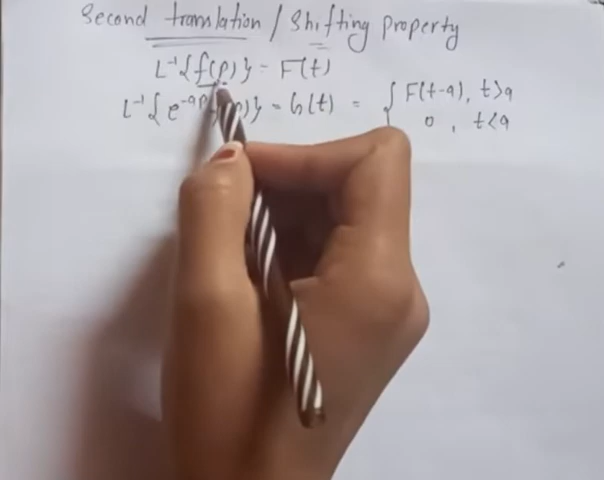 Second translation / Shifting property
L⁻¹{f(p)} = F(t)
L⁻¹{e⁻ᵃᵖ f(p)} = G(t) = { F(t-a), t>a
0 , t<a